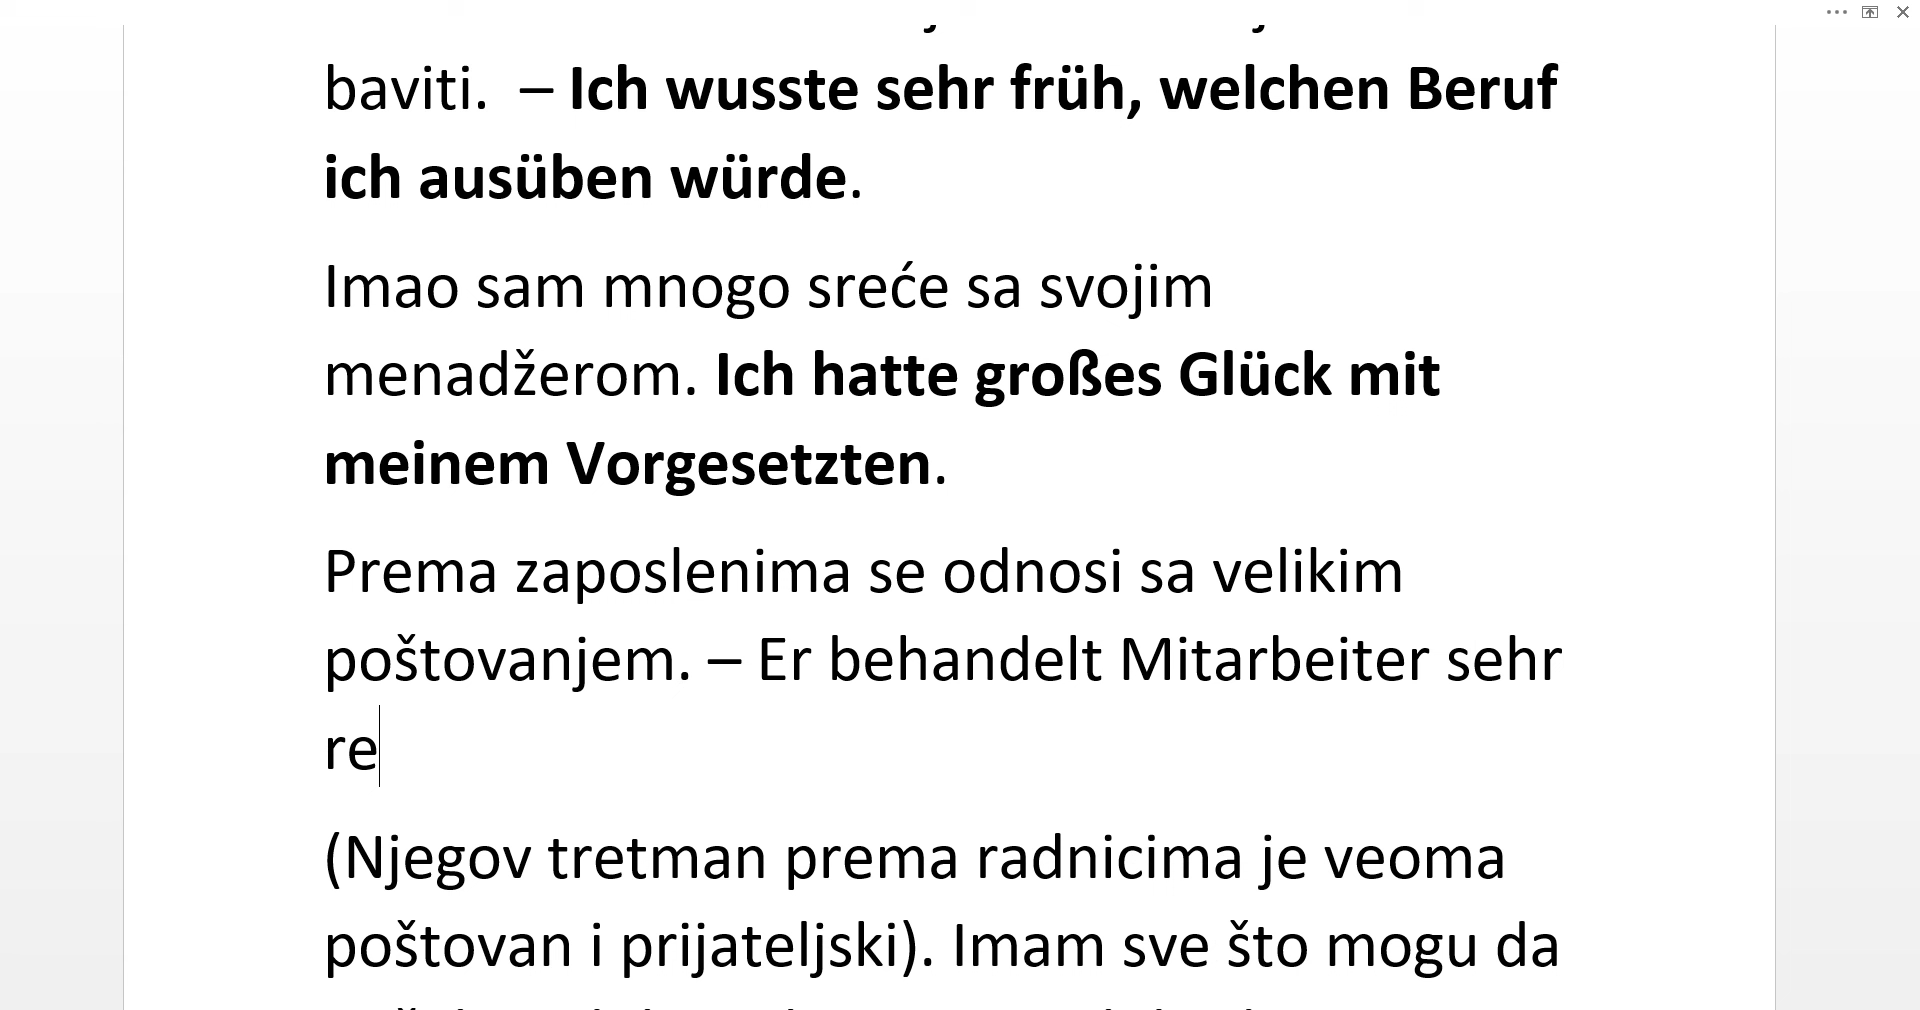 baviti.  – Ich wusste sehr früh, welchen Beruf
ich ausüben würde.
Imao sam mnogo sreće sa svojim
menadžerom. Ich hatte großes Glück mit
meinem Vorgesetzten.
Prema zaposlenima se odnosi sa velikim
poštovanjem. – Er behandelt Mitarbeiter sehr
re
(Njegov tretman prema radnicima je veoma
poštovan i prijateljski). Imam sve što mogu da